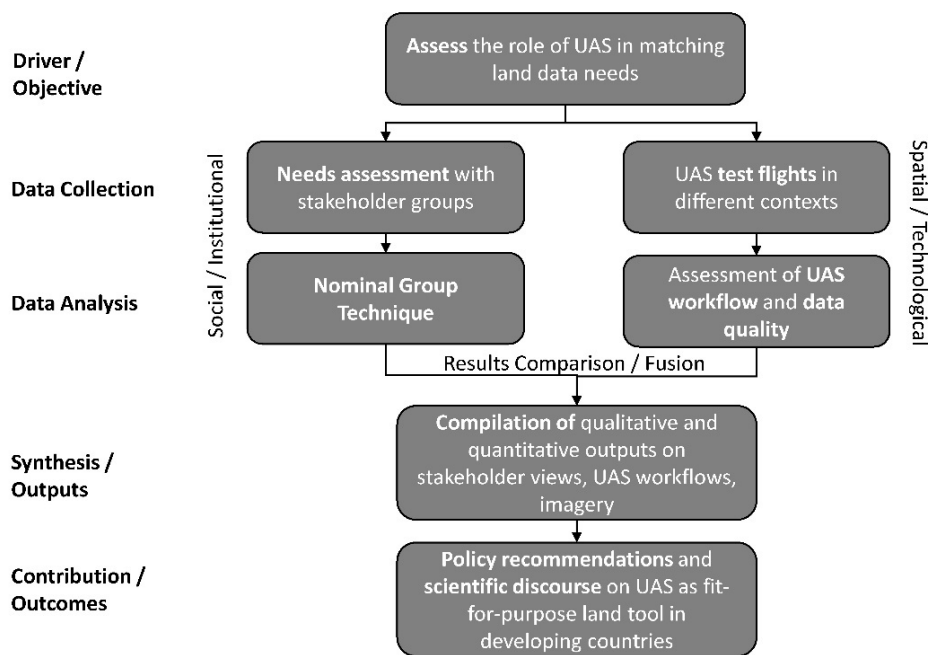 Driver /
Objective
Assess the role of UAS in matching
land data needs
Social / Institutional
Spatial / Technological
Data Collection
Needs assessment with
stakeholder groups
UAS test flights in
different contexts
Data Analysis
Nominal Group
Technique
Assessment of UAS
workflow and data
quality
Results Comparison / Fusion
Synthesis /
Outputs
Compilation of qualitative and
quantitative outputs on
stakeholder views, UAS workflows,
imagery
Contribution /
Outcomes
Policy recommendations and
scientific discourse on UAS as fit-
for-purpose land tool in
developing countries